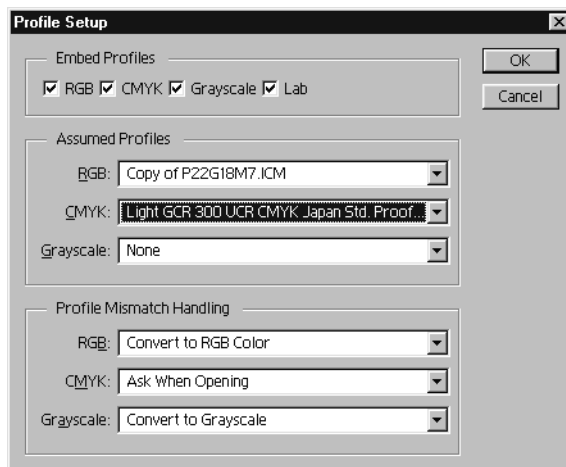 Profile Setup
Embed Profiles
RGB CMYK Grayscale Lab
OK
Cancel
Assumed Profiles
RGB: Copy of P22G18M7.ICM
CMYK: Light GCR 300 UCR CMYK Japan Std. Proof...
Grayscale: None
Profile Mismatch Handling
RGB: Convert to RGB Color
CMYK: Ask When Opening
Grayscale: Convert to Grayscale